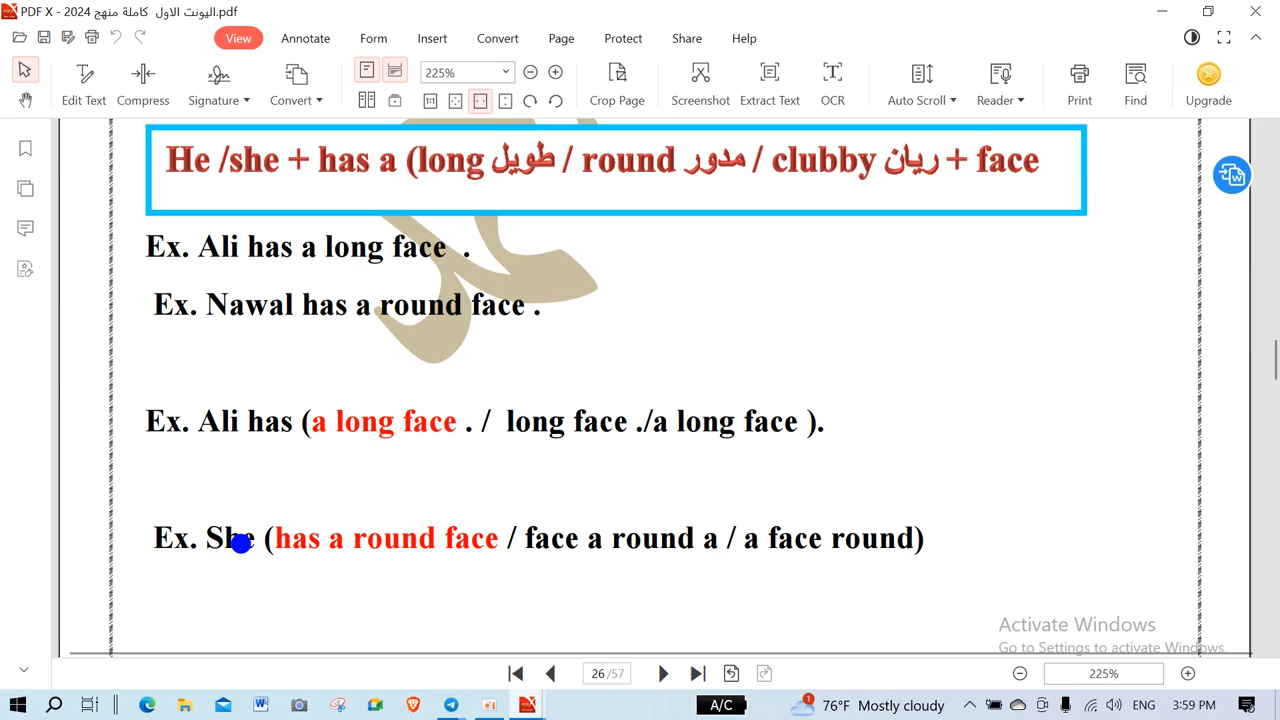 PDF X - 2024 اليونت الاول كاملة منهج.pdf
View Annotate Form Insert Convert Page Protect Share Help
225%
Edit Text Compress Signature Convert Crop Page Screenshot Extract Text OCR Auto Scroll Reader Print Find Upgrade
He /she + has a (long طويل / round مدور / clubby ريان + face
Ex. Ali has a long face .
Ex. Nawal has a round face .
Ex. Ali has (a long face . / long face ./a long face ).
Ex. She (has a round face / face a round a / a face round)
Activate Windows
Go to Settings to activate Windows.
26 /57
225%
A/C 1 76°F Mostly cloudy ENG 3:59 PM